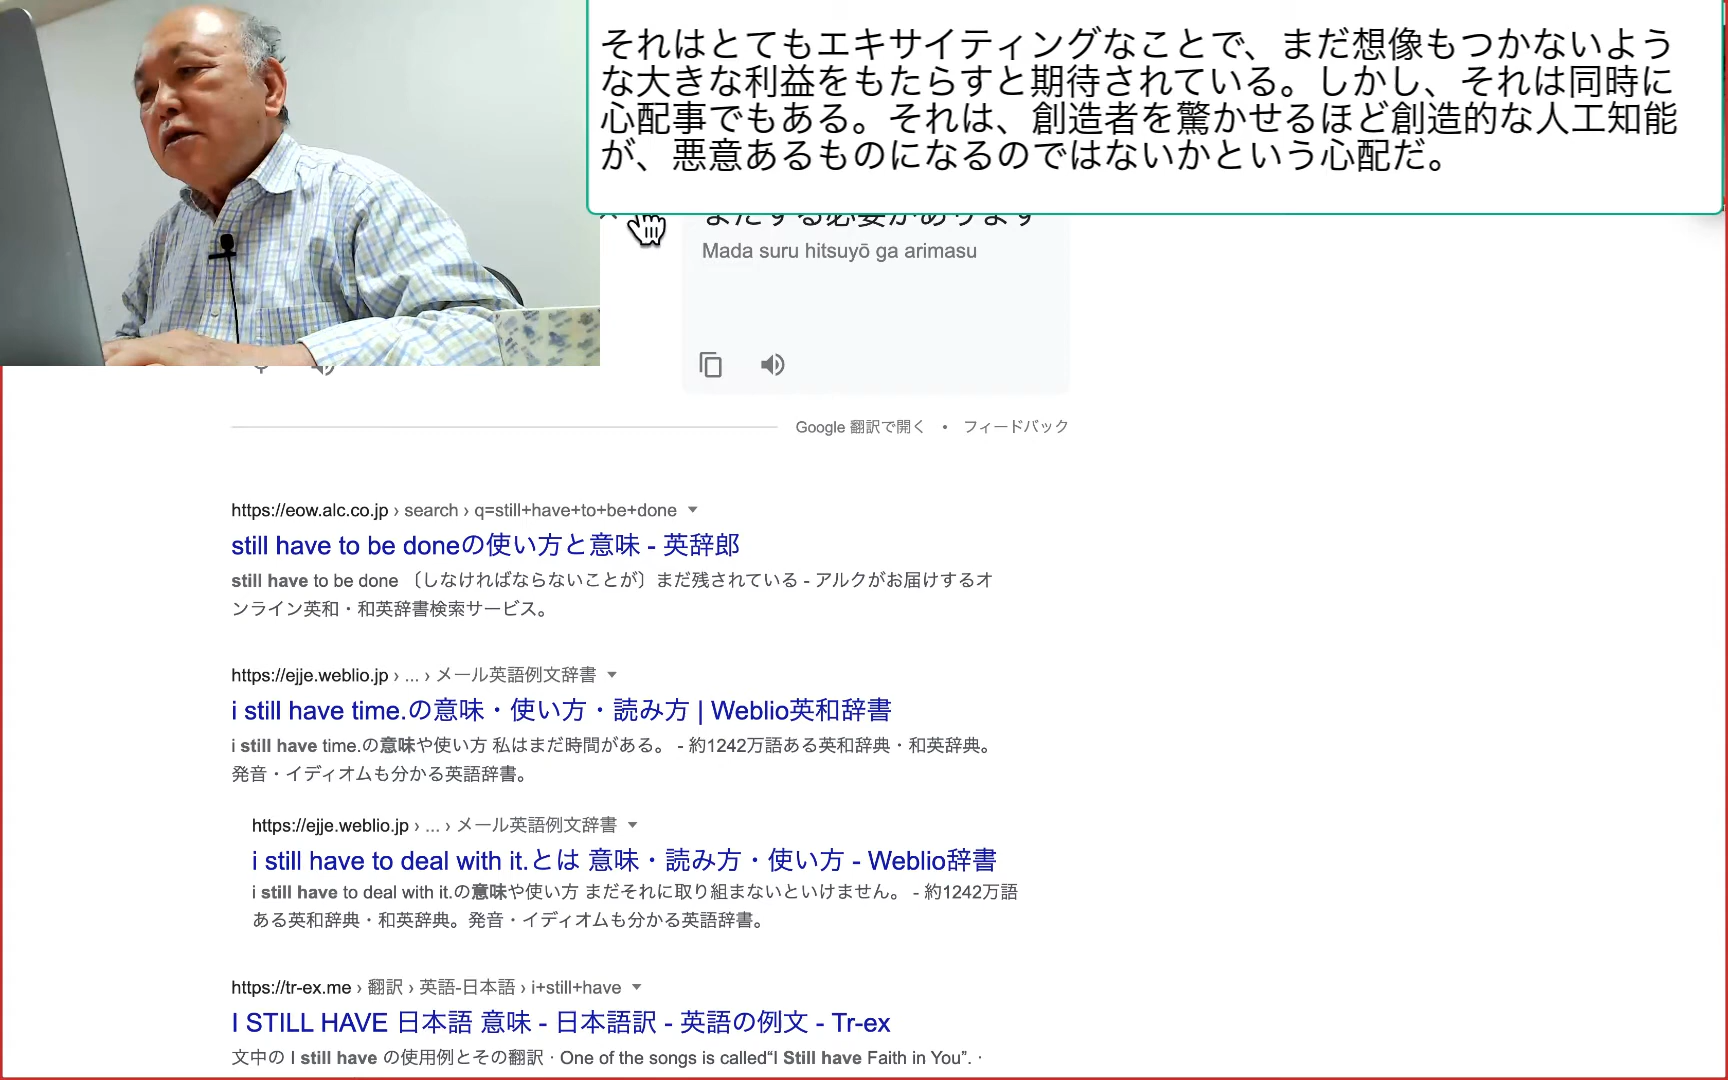 それはとてもエキサイティングなことで、まだ想像もつかないよう
な大きな利益をもたらすと期待されている。しかし、それは同時に
心配事でもある。それは、創造者を驚かせるほど創造的な人工知能
が、悪意あるものになるのではないかという心配だ。
まだする必要があります
Mada suru hitsuyō ga arimasu
Google 翻訳で開く • フィードバック
https://eow.alc.co.jp › search › q=still+have+to+be+done
still have to be doneの使い方と意味 - 英辞郎
still have to be done 〔しなければならないことが〕まだ残されている - アルクがお届けするオ
ンライン英和・和英辞書検索サービス。
https://ejje.weblio.jp › ... › メール英語例文辞書
i still have time.の意味・使い方・読み方 | Weblio英和辞書
i still have time.の意味や使い方 私はまだ時間がある。 - 約1242万語ある英和辞典・和英辞典。
発音・イディオムも分かる英語辞書。
https://ejje.weblio.jp › ... › メール英語例文辞書
i still have to deal with it.とは 意味・読み方・使い方 - Weblio辞書
i still have to deal with it.の意味や使い方 まだそれに取り組まないといけません。 - 約1242万語
ある英和辞典・和英辞典。発音・イディオムも分かる英語辞書。
https://tr-ex.me › 翻訳 › 英語-日本語 › i+still+have
I STILL HAVE 日本語 意味 - 日本語訳 - 英語の例文 - Tr-ex
文中の I still have の使用例とその翻訳 · One of the songs is called“I Still have Faith in You”. ·